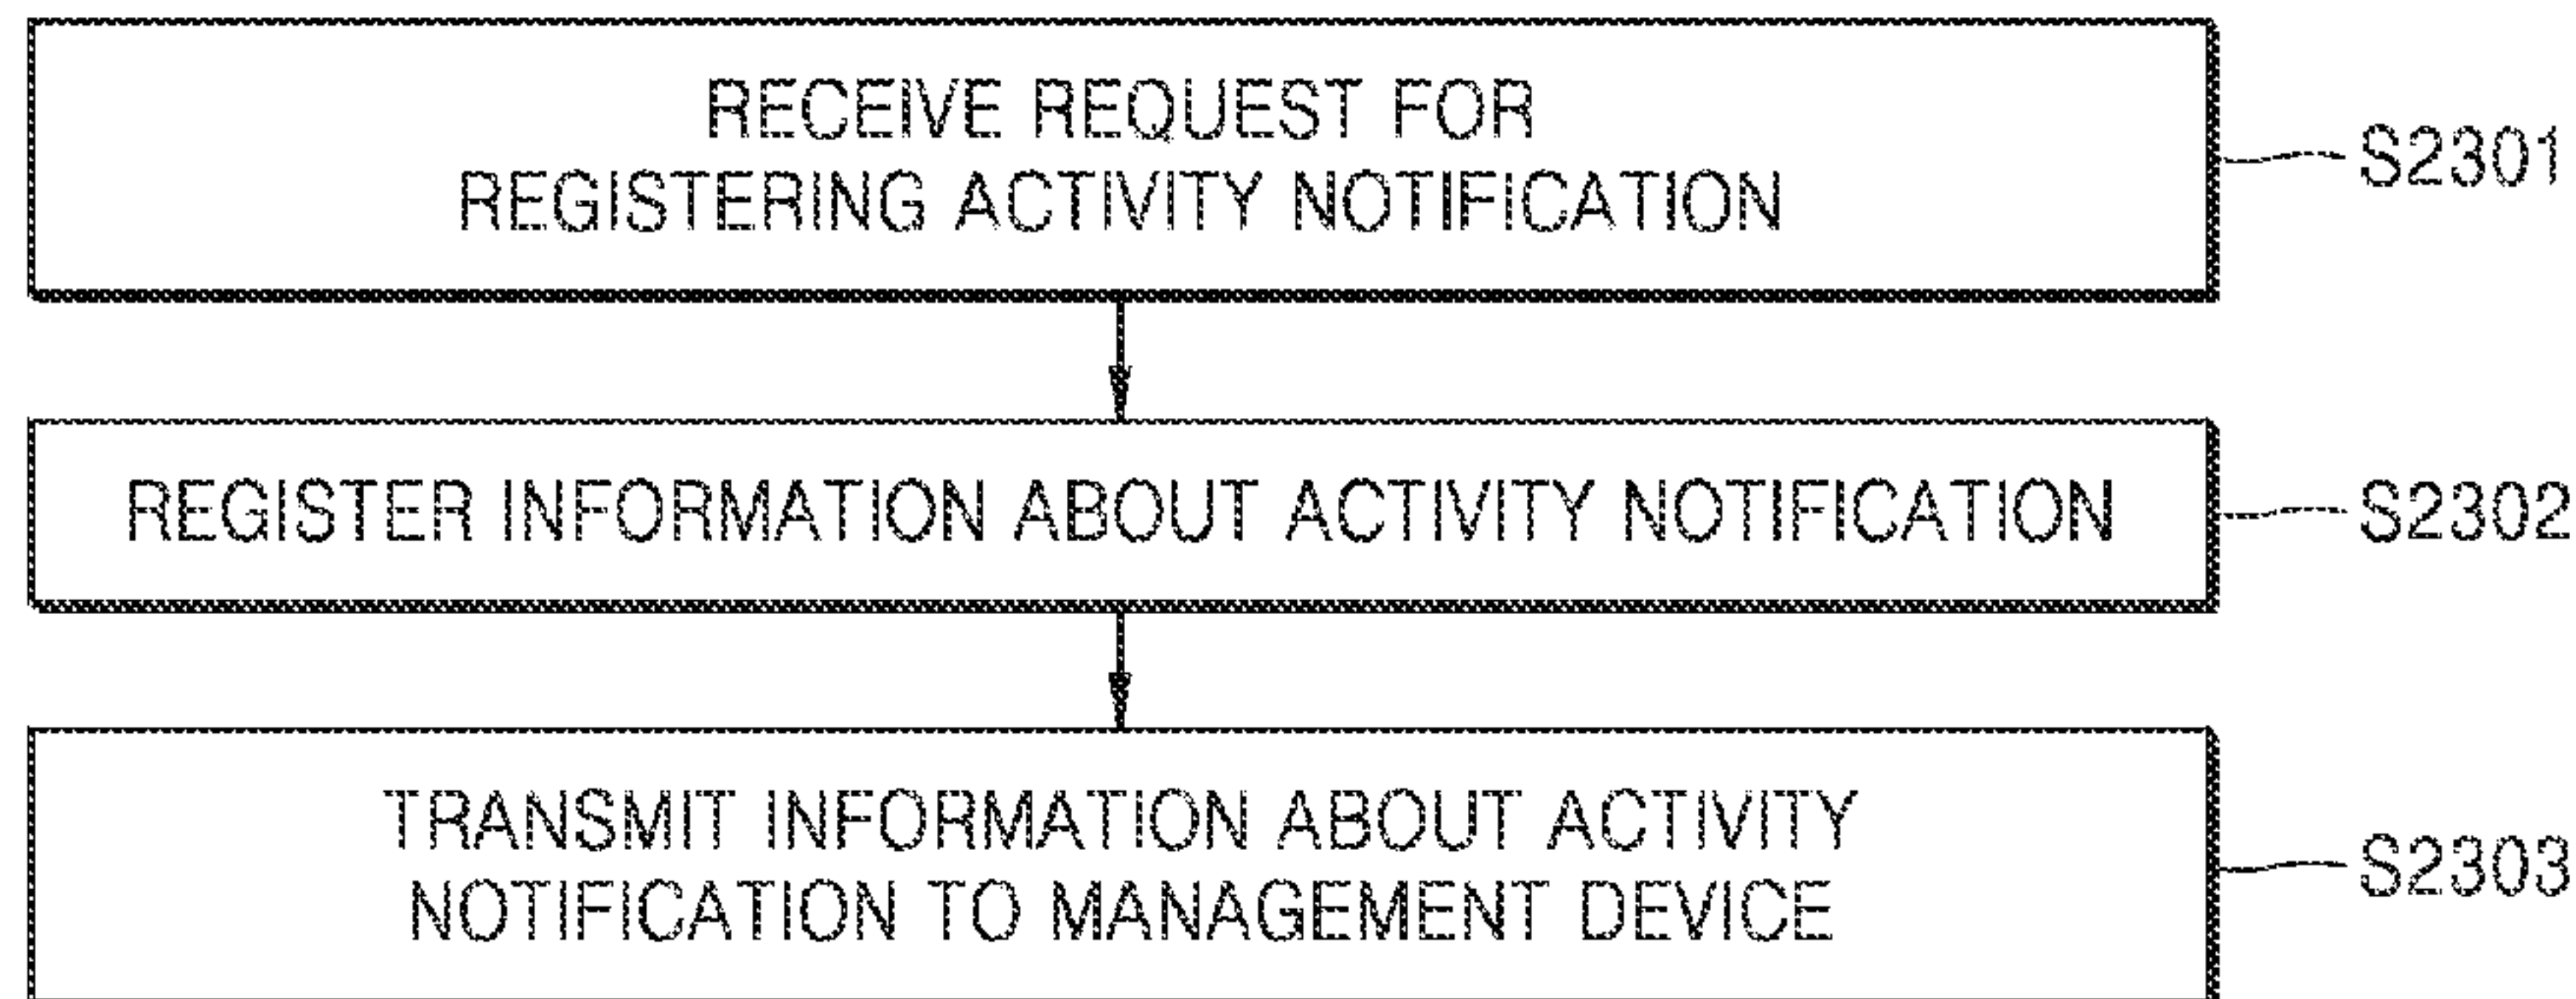 RECEIVE REQUEST FOR
REGISTERING ACTIVITY NOTIFICATION
S2301
REGISTER INFORMATION ABOUT ACTIVITY NOTIFICATION
S2302
TRANSMIT INFORMATION ABOUT ACTIVITY
NOTIFICATION TO MANAGEMENT DEVICE
S2303